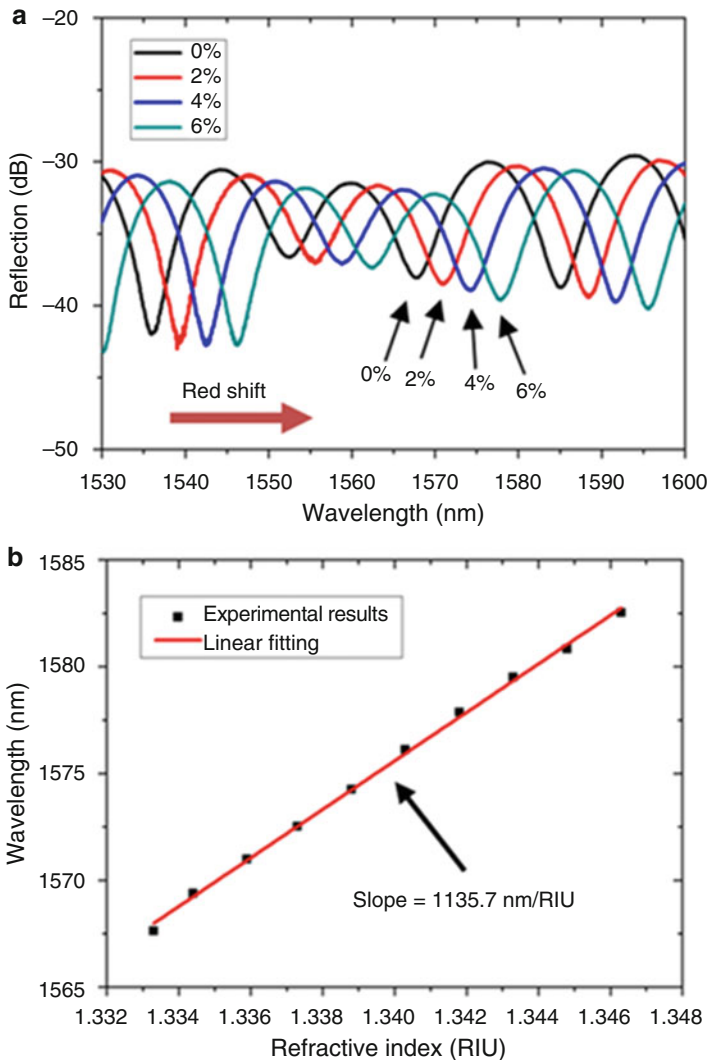 a
−20
−30
−40
−50
Reflection (dB)
0%
2%
4%
6%
0%
2%
4%
6%
Red shift
1530 1540 1550 1560 1570 1580 1590 1600
Wavelength (nm)
b
1585
1580
1575
1570
1565
Wavelength (nm)
Experimental results
Linear fitting
Slope = 1135.7 nm/RIU
1.332 1.334 1.336 1.338 1.340 1.342 1.344 1.346 1.348
Refractive index (RIU)